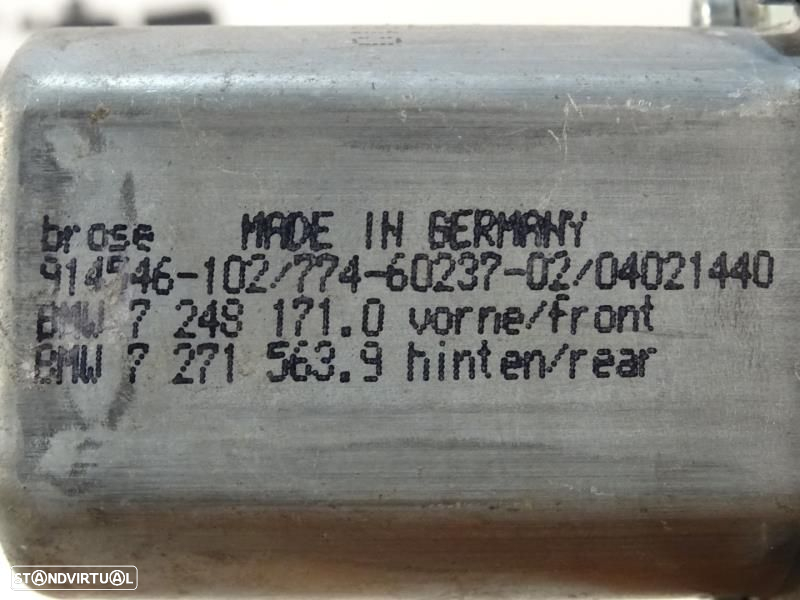 brose MADE IN GERMANY
914546-102/774-60237-02/04021440
BMW 7 248 171.0 vorne/front
BMW 7 271 563.9 hinten/rear
STANDVIRTUAL